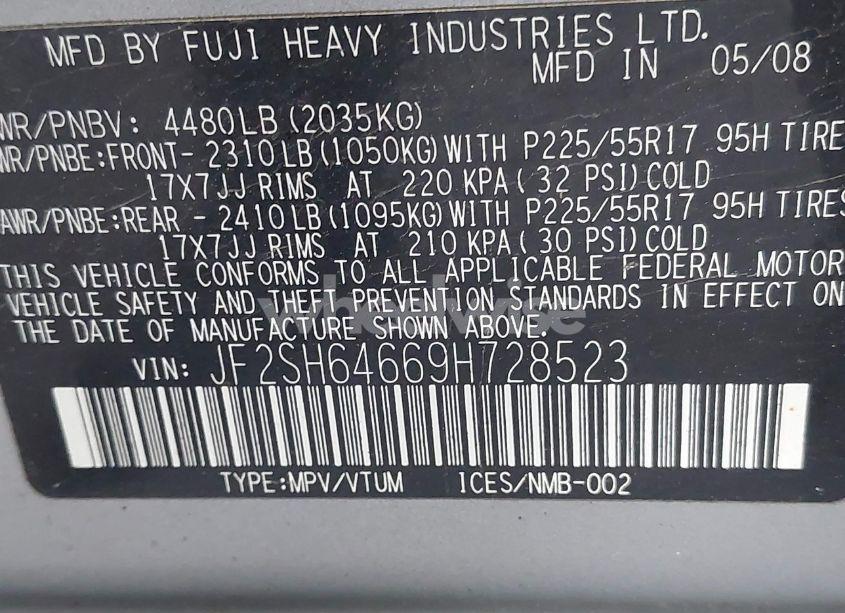 MFD BY FUJI HEAVY INDUSTRIES LTD.
MFD IN 05/08
WR/PNBV: 4480LB (2035KG)
WR/PNBE:FRONT- 2310LB (1050KG) WITH P225/55R17 95H TIRE
17X7JJ RIMS AT 220 KPA ( 32 PSI) COLD
AWR/PNBE:REAR - 2410LB (1095KG) WITH P225/55R17 95H TIRES
17X7JJ RIMS AT 210 KPA ( 30 PSI) COLD
THIS VEHICLE CONFORMS TO ALL APPLICABLE FEDERAL MOTOR
VEHICLE SAFETY AND THEFT PREVENTION STANDARDS IN EFFECT ON
THE DATE OF MANUFACTURE SHOWN ABOVE.
wheelwise
VIN: JF2SH64669H728523
TYPE:MPV/VTUM ICES/NMB-002